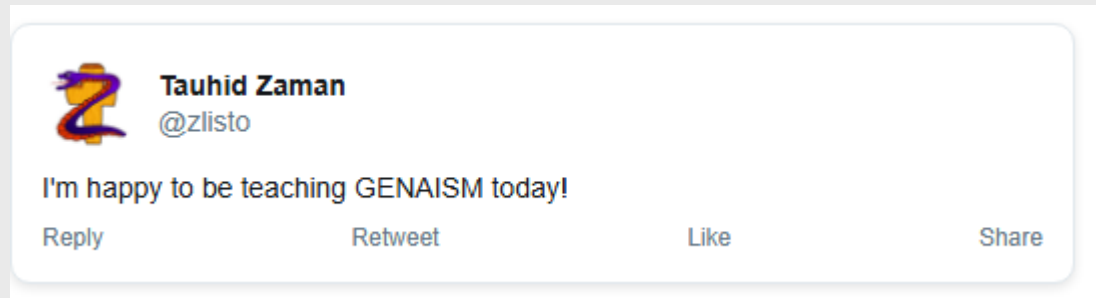 Tauhid Zaman
@zlisto
I'm happy to be teaching GENAISM today!
Reply Retweet Like Share